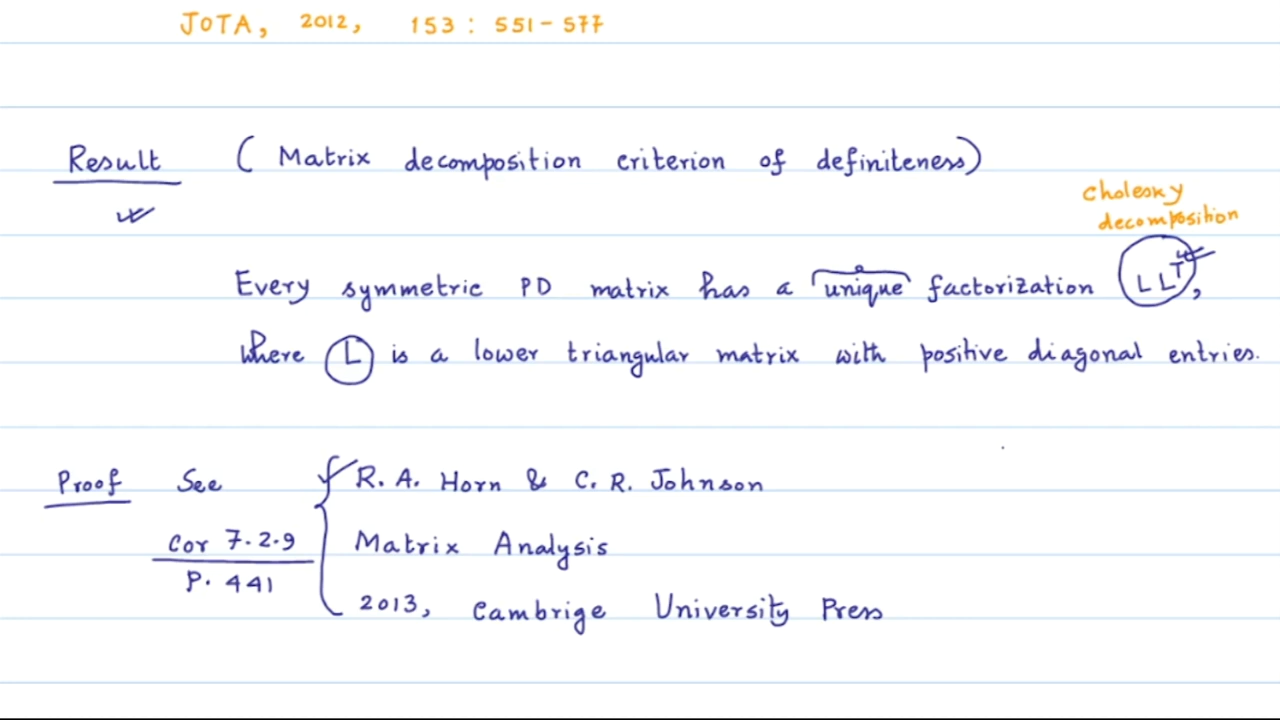 JOTA, 2012, 153 : 551 - 577
Result ( Matrix decomposition criterion of definiteness)
Cholesky
decomposition
Every symmetric PD matrix has a unique factorization LL^T,
where L is a lower triangular matrix with positive diagonal entries.
Proof See R. A. Horn & C. R. Johnson
Cor 7.2.9 Matrix Analysis
P. 441
2013, Cambrige University Press